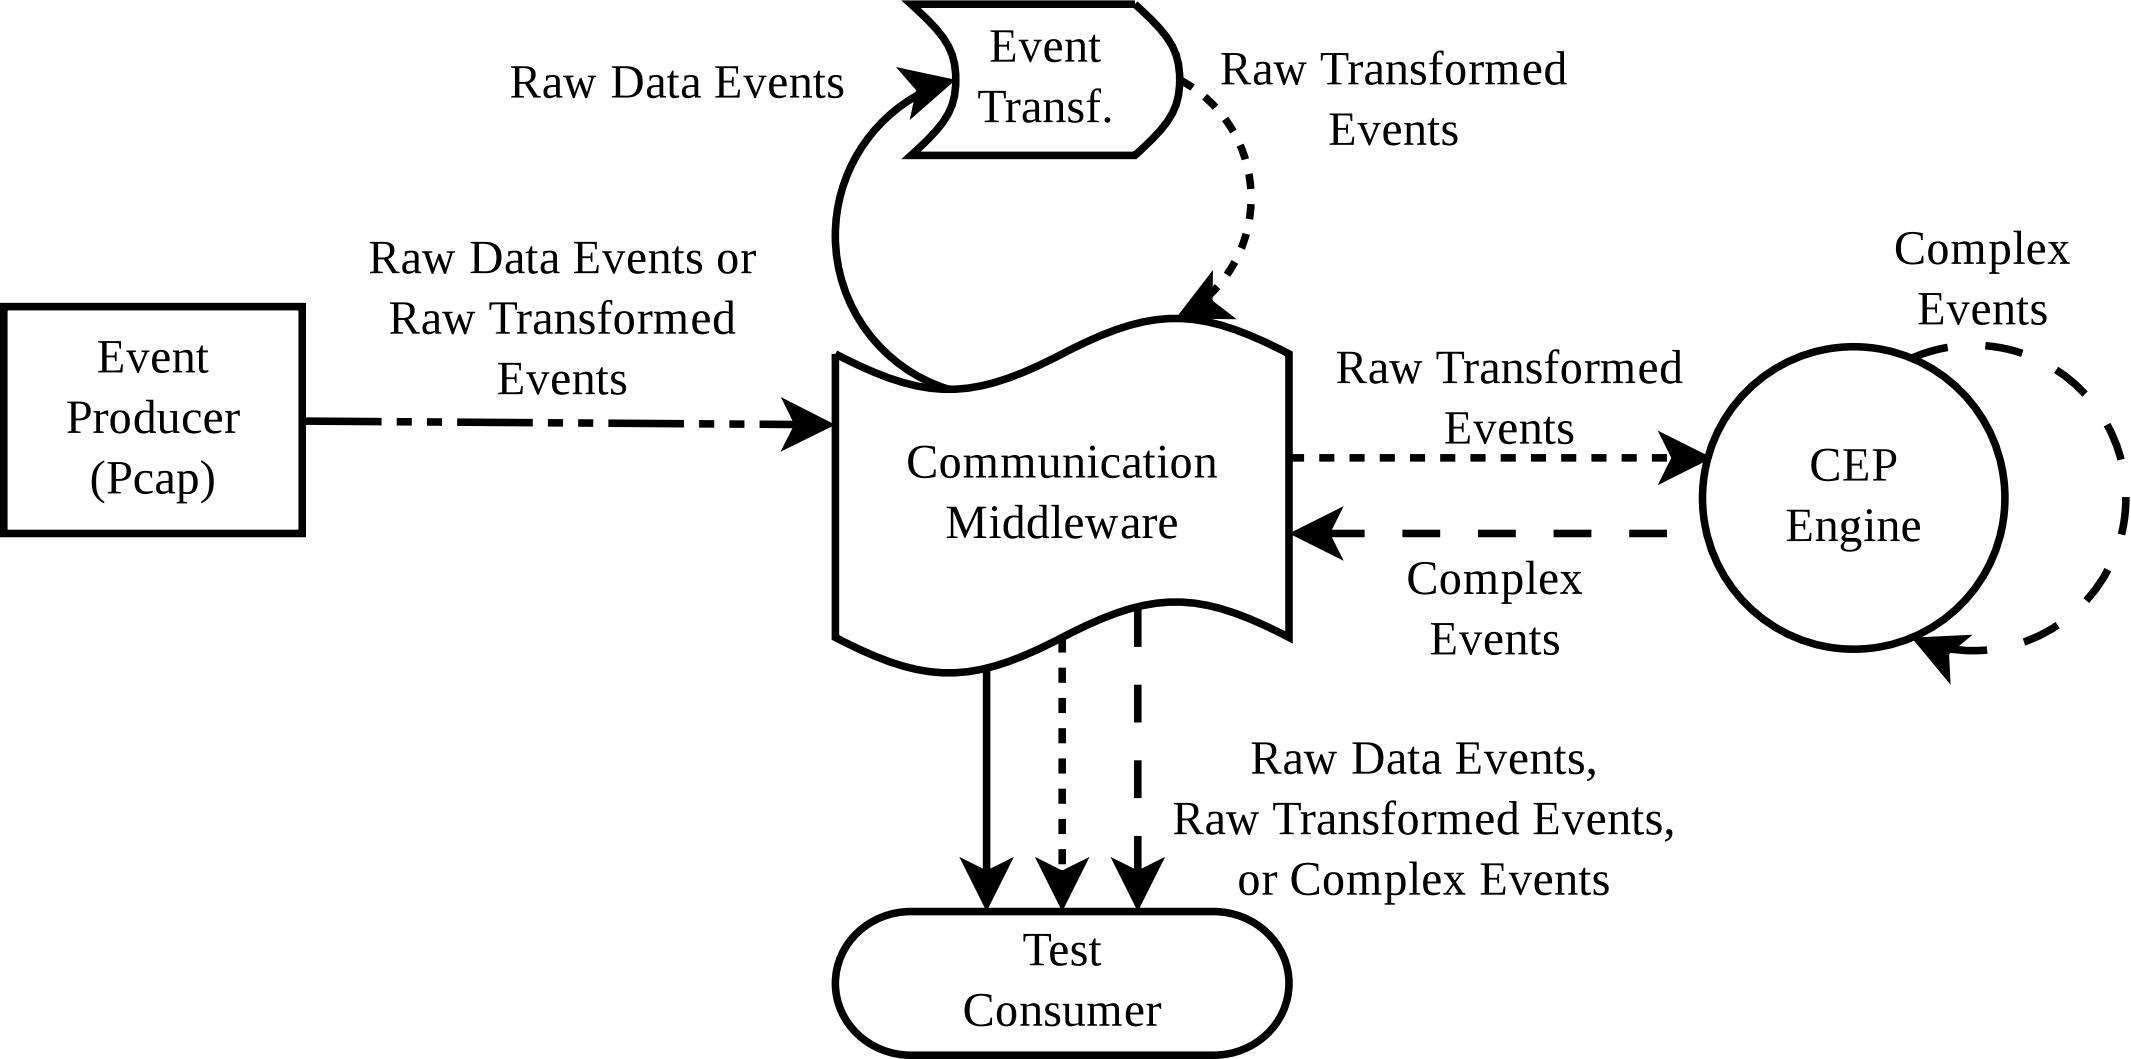 Event
Transf.
Raw Data Events
Raw Transformed
Events
Raw Data Events or
Raw Transformed
Events
Event
Producer
(Pcap)
Communication
Middleware
Raw Transformed
Events
Complex
Events
CEP
Engine
Complex
Events
Raw Data Events,
Raw Transformed Events,
or Complex Events
Test
Consumer